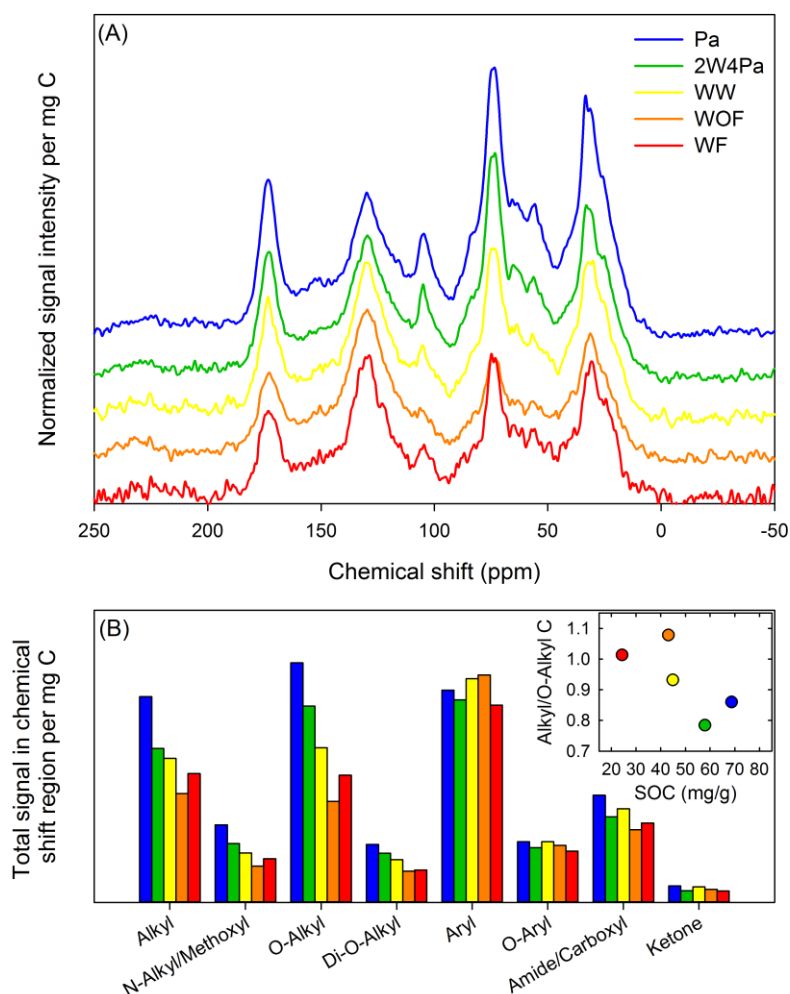 (A)
Normalized signal intensity per mg C
Pa
2W4Pa
WW
WOF
WF
250 200 150 100 50 0 -50
Chemical shift (ppm)
(B)
Total signal in chemical
shift region per mg C
Alkyl/O-Alkyl C
1.1
1.0
0.9
0.8
0.7
20 30 40 50 60 70 80
SOC (mg/g)
Alkyl
N-Alkyl/Methoxyl
O-Alkyl
Di-O-Alkyl
Aryl
O-Aryl
Amide/Carboxyl
Ketone